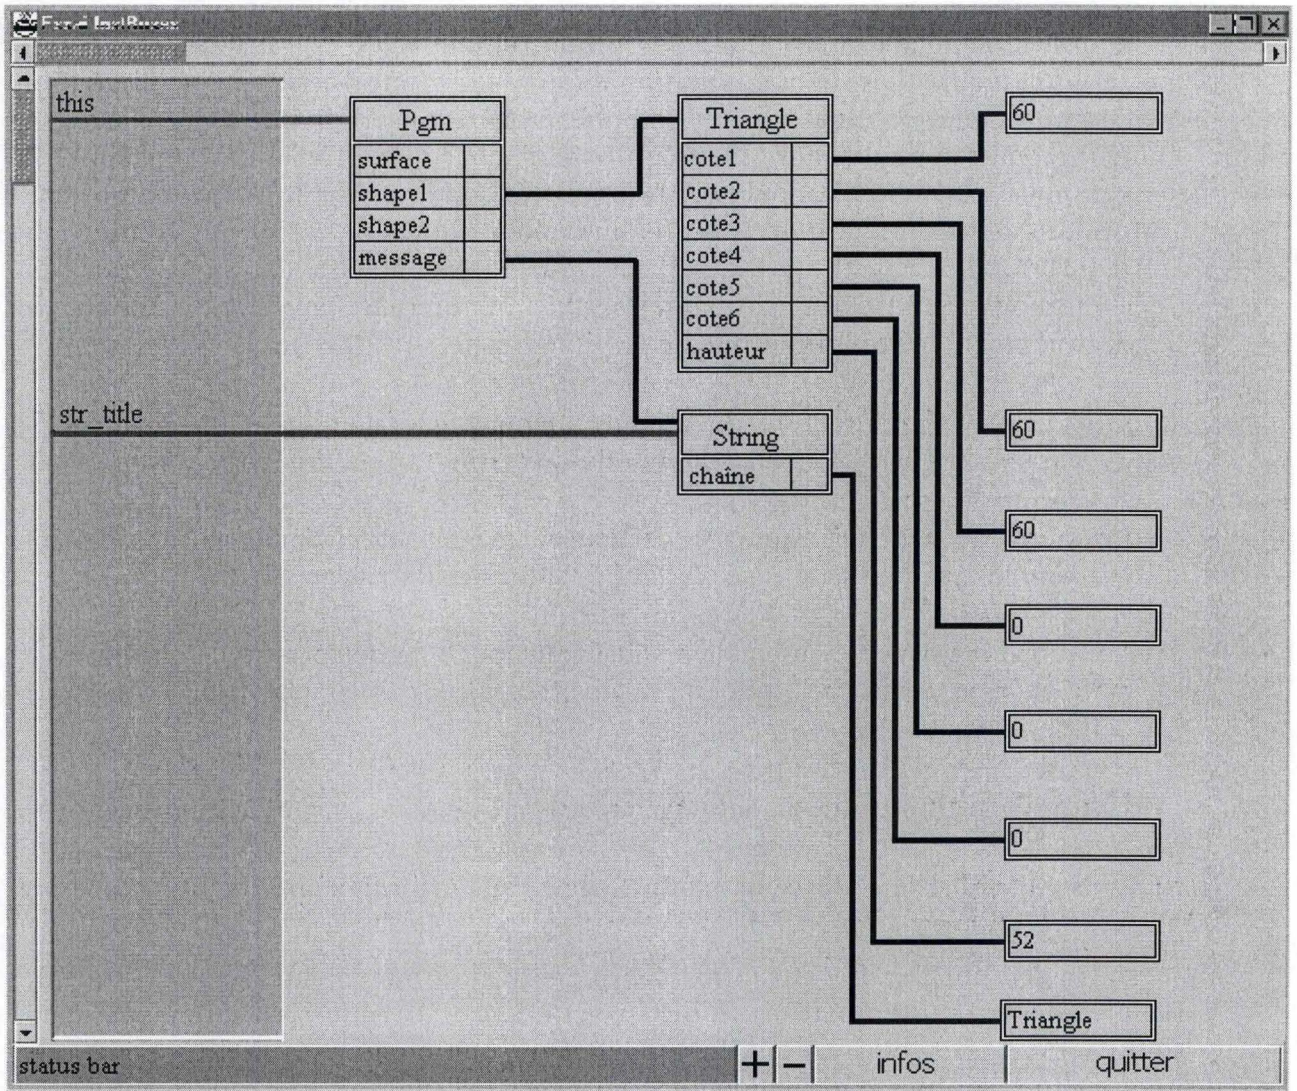 this
Pgm
surface
shape1
shape2
message
Triangle
cote1
cote2
cote3
cote4
cote5
cote6
hauteur
60
str_title
String
chaîne
60
60
0
0
0
52
Triangle
status bar
+
−
infos
quitter